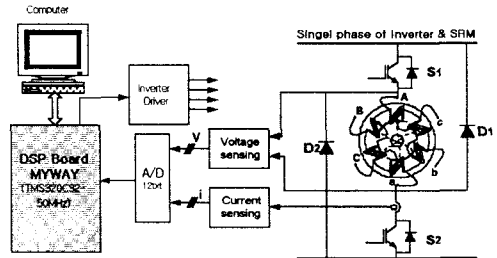 Computer
Singel phase of Inverter & SRM
Inverter
Driver
S1
A
B
c
D2
D1
DSP Board
MYWAY
(TMS320C32
50MHz)
A/D
12bit
V
Voltage
sensing
C
b
a
i
Current
sensing
S2